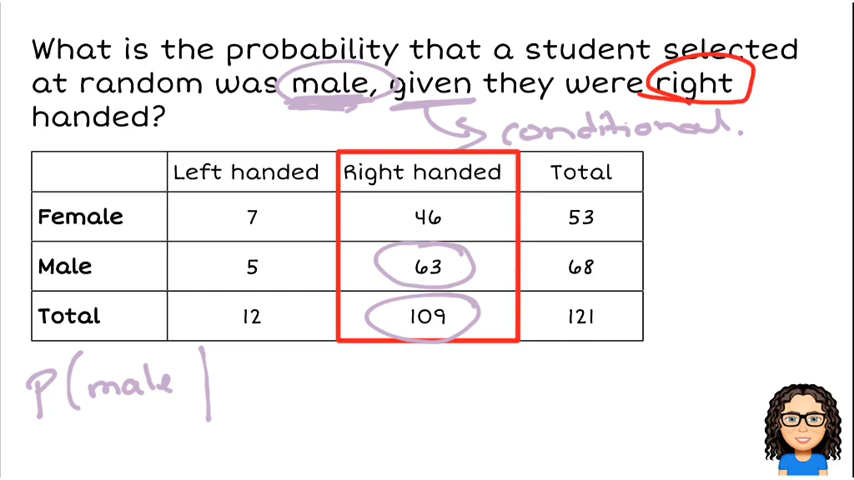 What is the probability that a student selected
at random was male, given they were right
handed?
conditional.
Left handed Right handed Total
Female 7 46 53
Male 5 63 68
Total 12 109 121
P(male |